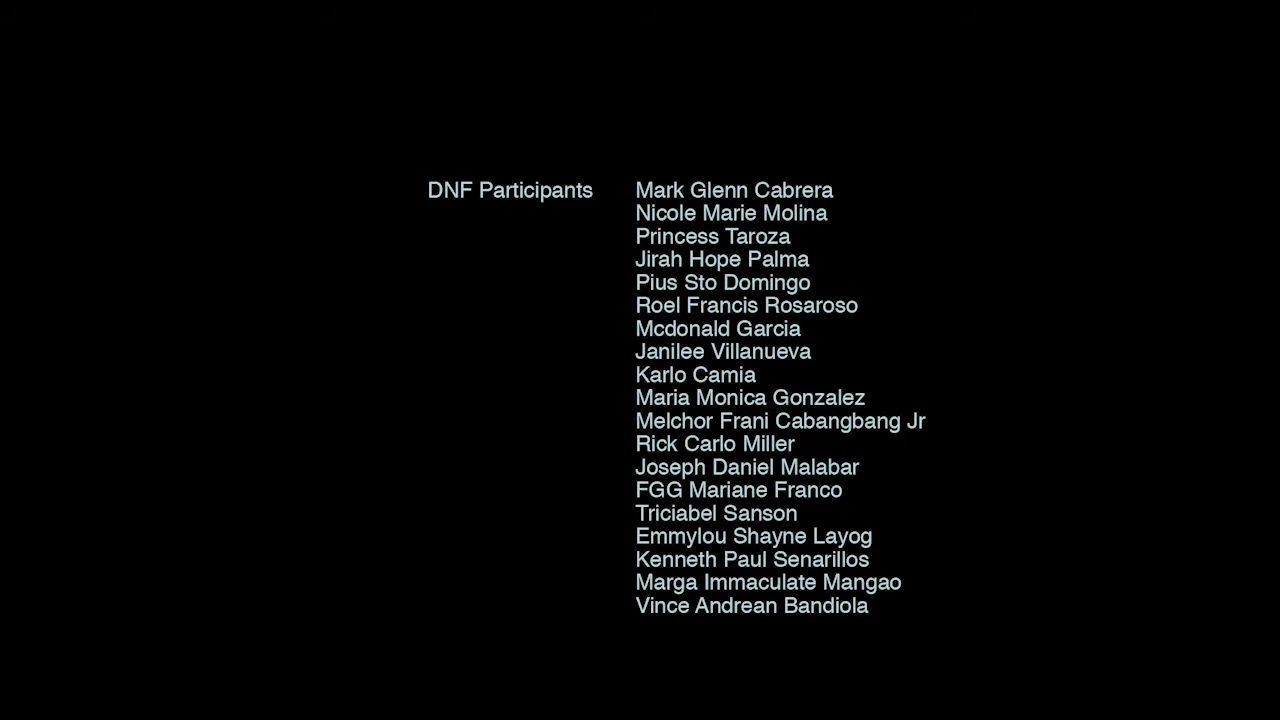 DNF Participants Mark Glenn Cabrera
Nicole Marie Molina
Princess Taroza
Jirah Hope Palma
Pius Sto Domingo
Roel Francis Rosaroso
Mcdonald Garcia
Janilee Villanueva
Karlo Camia
Maria Monica Gonzalez
Melchor Frani Cabangbang Jr
Rick Carlo Miller
Joseph Daniel Malabar
FGG Mariane Franco
Triciabel Sanson
Emmylou Shayne Layog
Kenneth Paul Senarillos
Marga Immaculate Mangao
Vince Andrean Bandiola